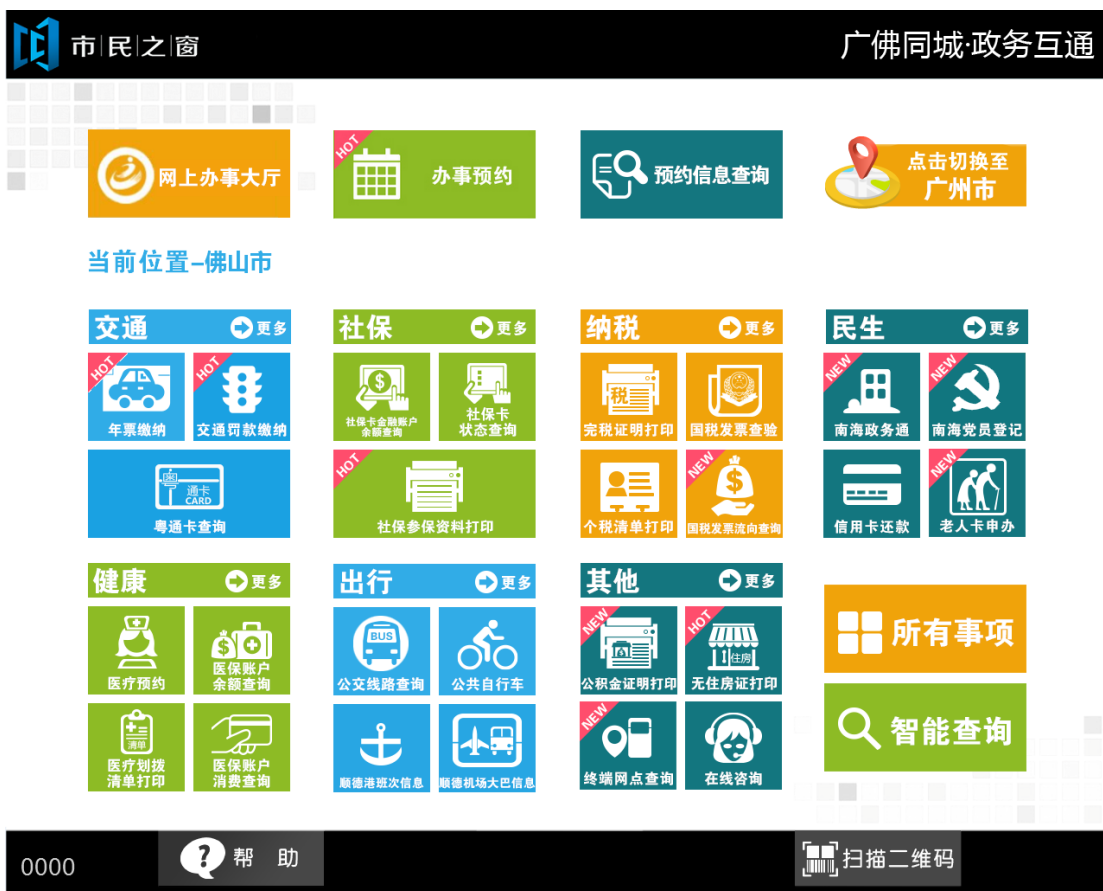 市民之窗
广佛同城·政务互通
网上办事大厅
HOT
办事预约
预约信息查询
点击切换至
广州市
当前位置-佛山市
交通
更多
HOT
年票缴纳
HOT
交通罚款缴纳
通卡
CARD
粤通卡查询
社保
更多
社保卡金融账户
余额查询
社保卡
状态查询
HOT
社保参保资料打印
纳税
更多
税
完税证明打印
国税发票查验
个税清单打印
NEW
国税发票流向查询
民生
更多
NEW
南海政务通
NEW
南海党员登记
信用卡还款
NEW
老人卡申办
健康
更多
医疗预约
医保账户
余额查询
清单
医疗划拨
清单打印
医保账户
消费查询
出行
更多
BUS
公交线路查询
公共自行车
顺德港班次信息
顺德机场大巴信息
其他
更多
NEW
公积金证明打印
HOT
住房
无住房证打印
NEW
终端网点查询
在线咨询
所有事项
智能查询
0000
帮 助
扫描二维码